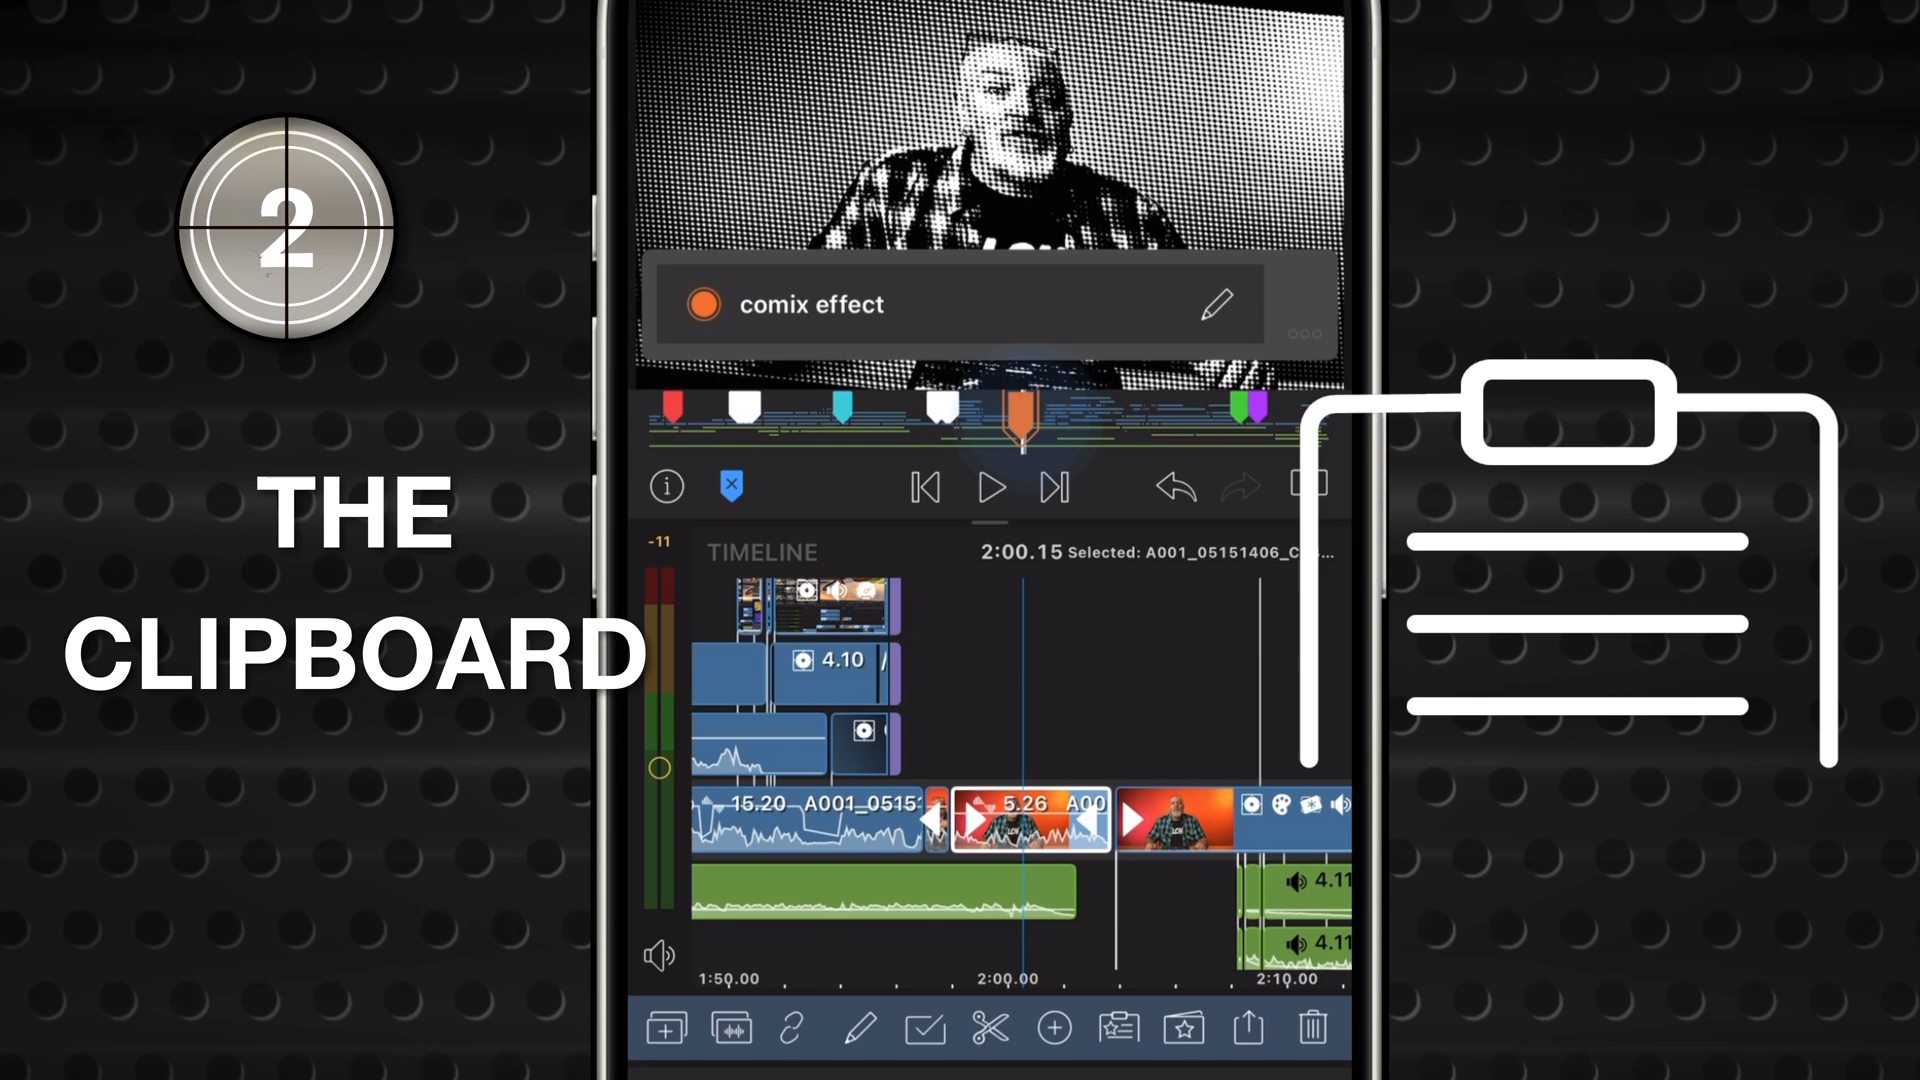 2
THE
CLIPBOARD
comix effect
-11
TIMELINE
2:00.15 Selected: A001_05151406_C
4.10
15.20 A001_0515
5.26 A00
LCH
4.11
4.11
1:50.00 2:00.00 2:10.00